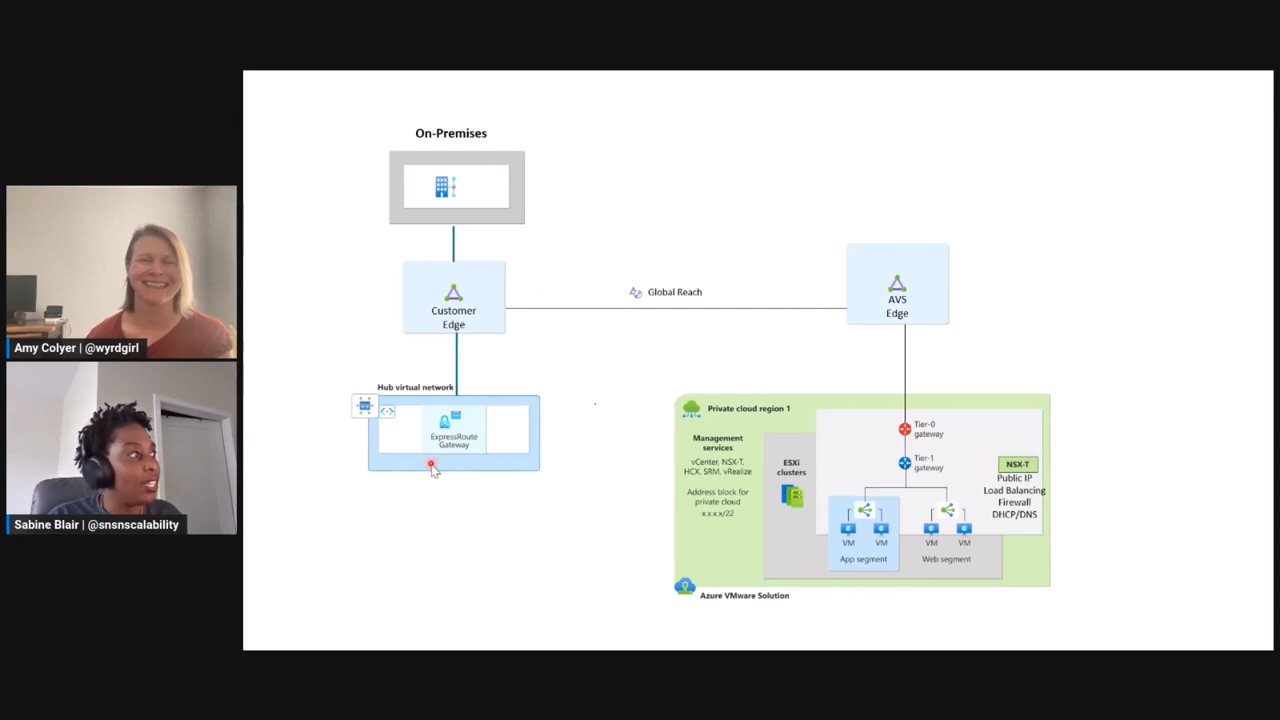 On-Premises
Customer
Edge
Global Reach
AVS
Edge
Hub virtual network
ExpressRoute
Gateway
Private cloud region 1
Management
services
vCenter, NSX-T,
HCX, SRM, vRealize
Address block for
private cloud
x.x.x.x/22
ESXi
clusters
Tier-0
gateway
Tier-1
gateway
NSX-T
Public IP
Load Balancing
Firewall
DHCP/DNS
VM
VM
VM
VM
App segment
Web segment
Azure VMware Solution
Amy Colyer | @wyrdgirl
Sabine Blair | @snsnscalability